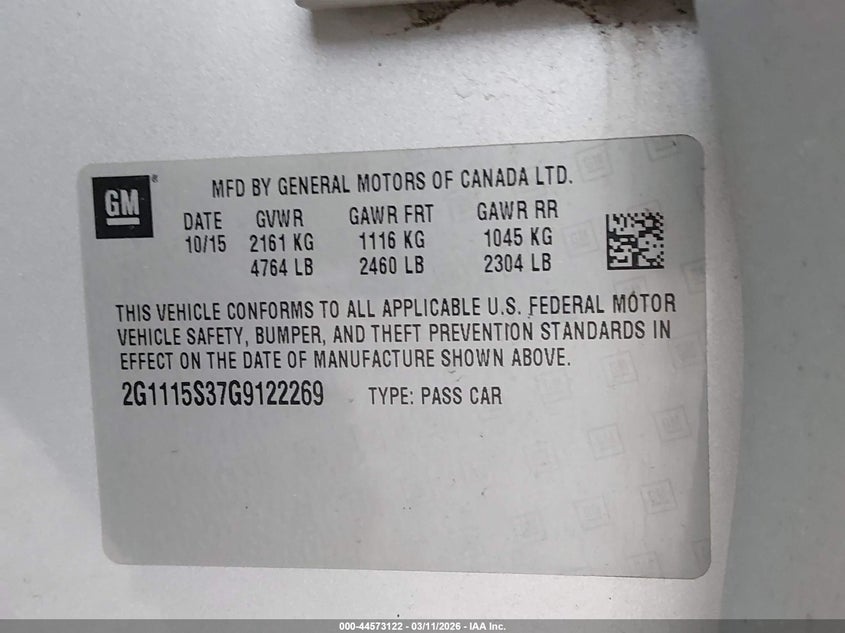 GM®
MFD BY GENERAL MOTORS OF CANADA LTD.
DATE GVWR GAWR FRT GAWR RR
10/15 2161 KG 1116 KG 1045 KG
4764 LB 2460 LB 2304 LB
THIS VEHICLE CONFORMS TO ALL APPLICABLE U.S. FEDERAL MOTOR
VEHICLE SAFETY, BUMPER, AND THEFT PREVENTION STANDARDS IN
EFFECT ON THE DATE OF MANUFACTURE SHOWN ABOVE.
2G1115S37G9122269 TYPE: PASS CAR
000-44573122 - 03/11/2026 - IAA Inc.